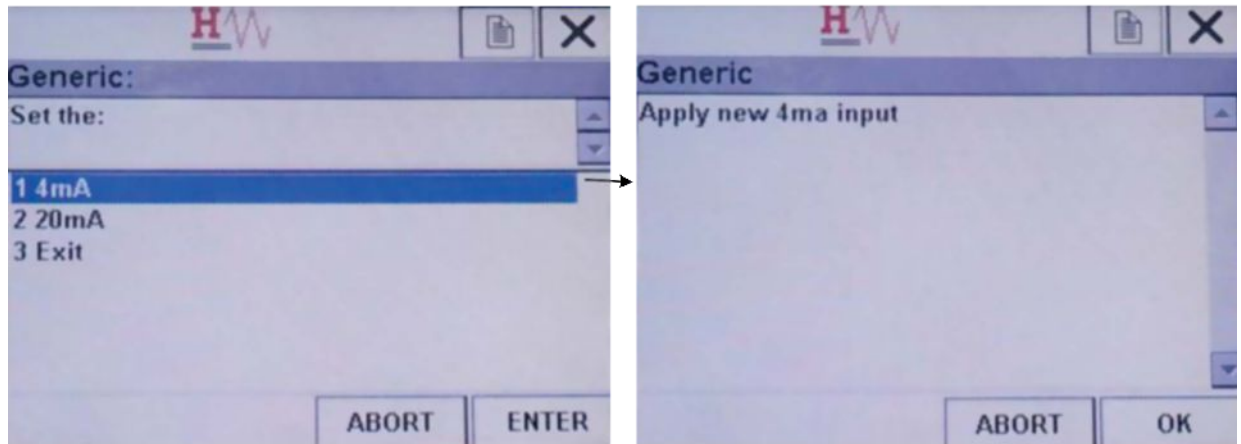 H
Generic:
Set the:
1 4mA
2 20mA
3 Exit
ABORT ENTER
H
Generic
Apply new 4ma input
ABORT OK